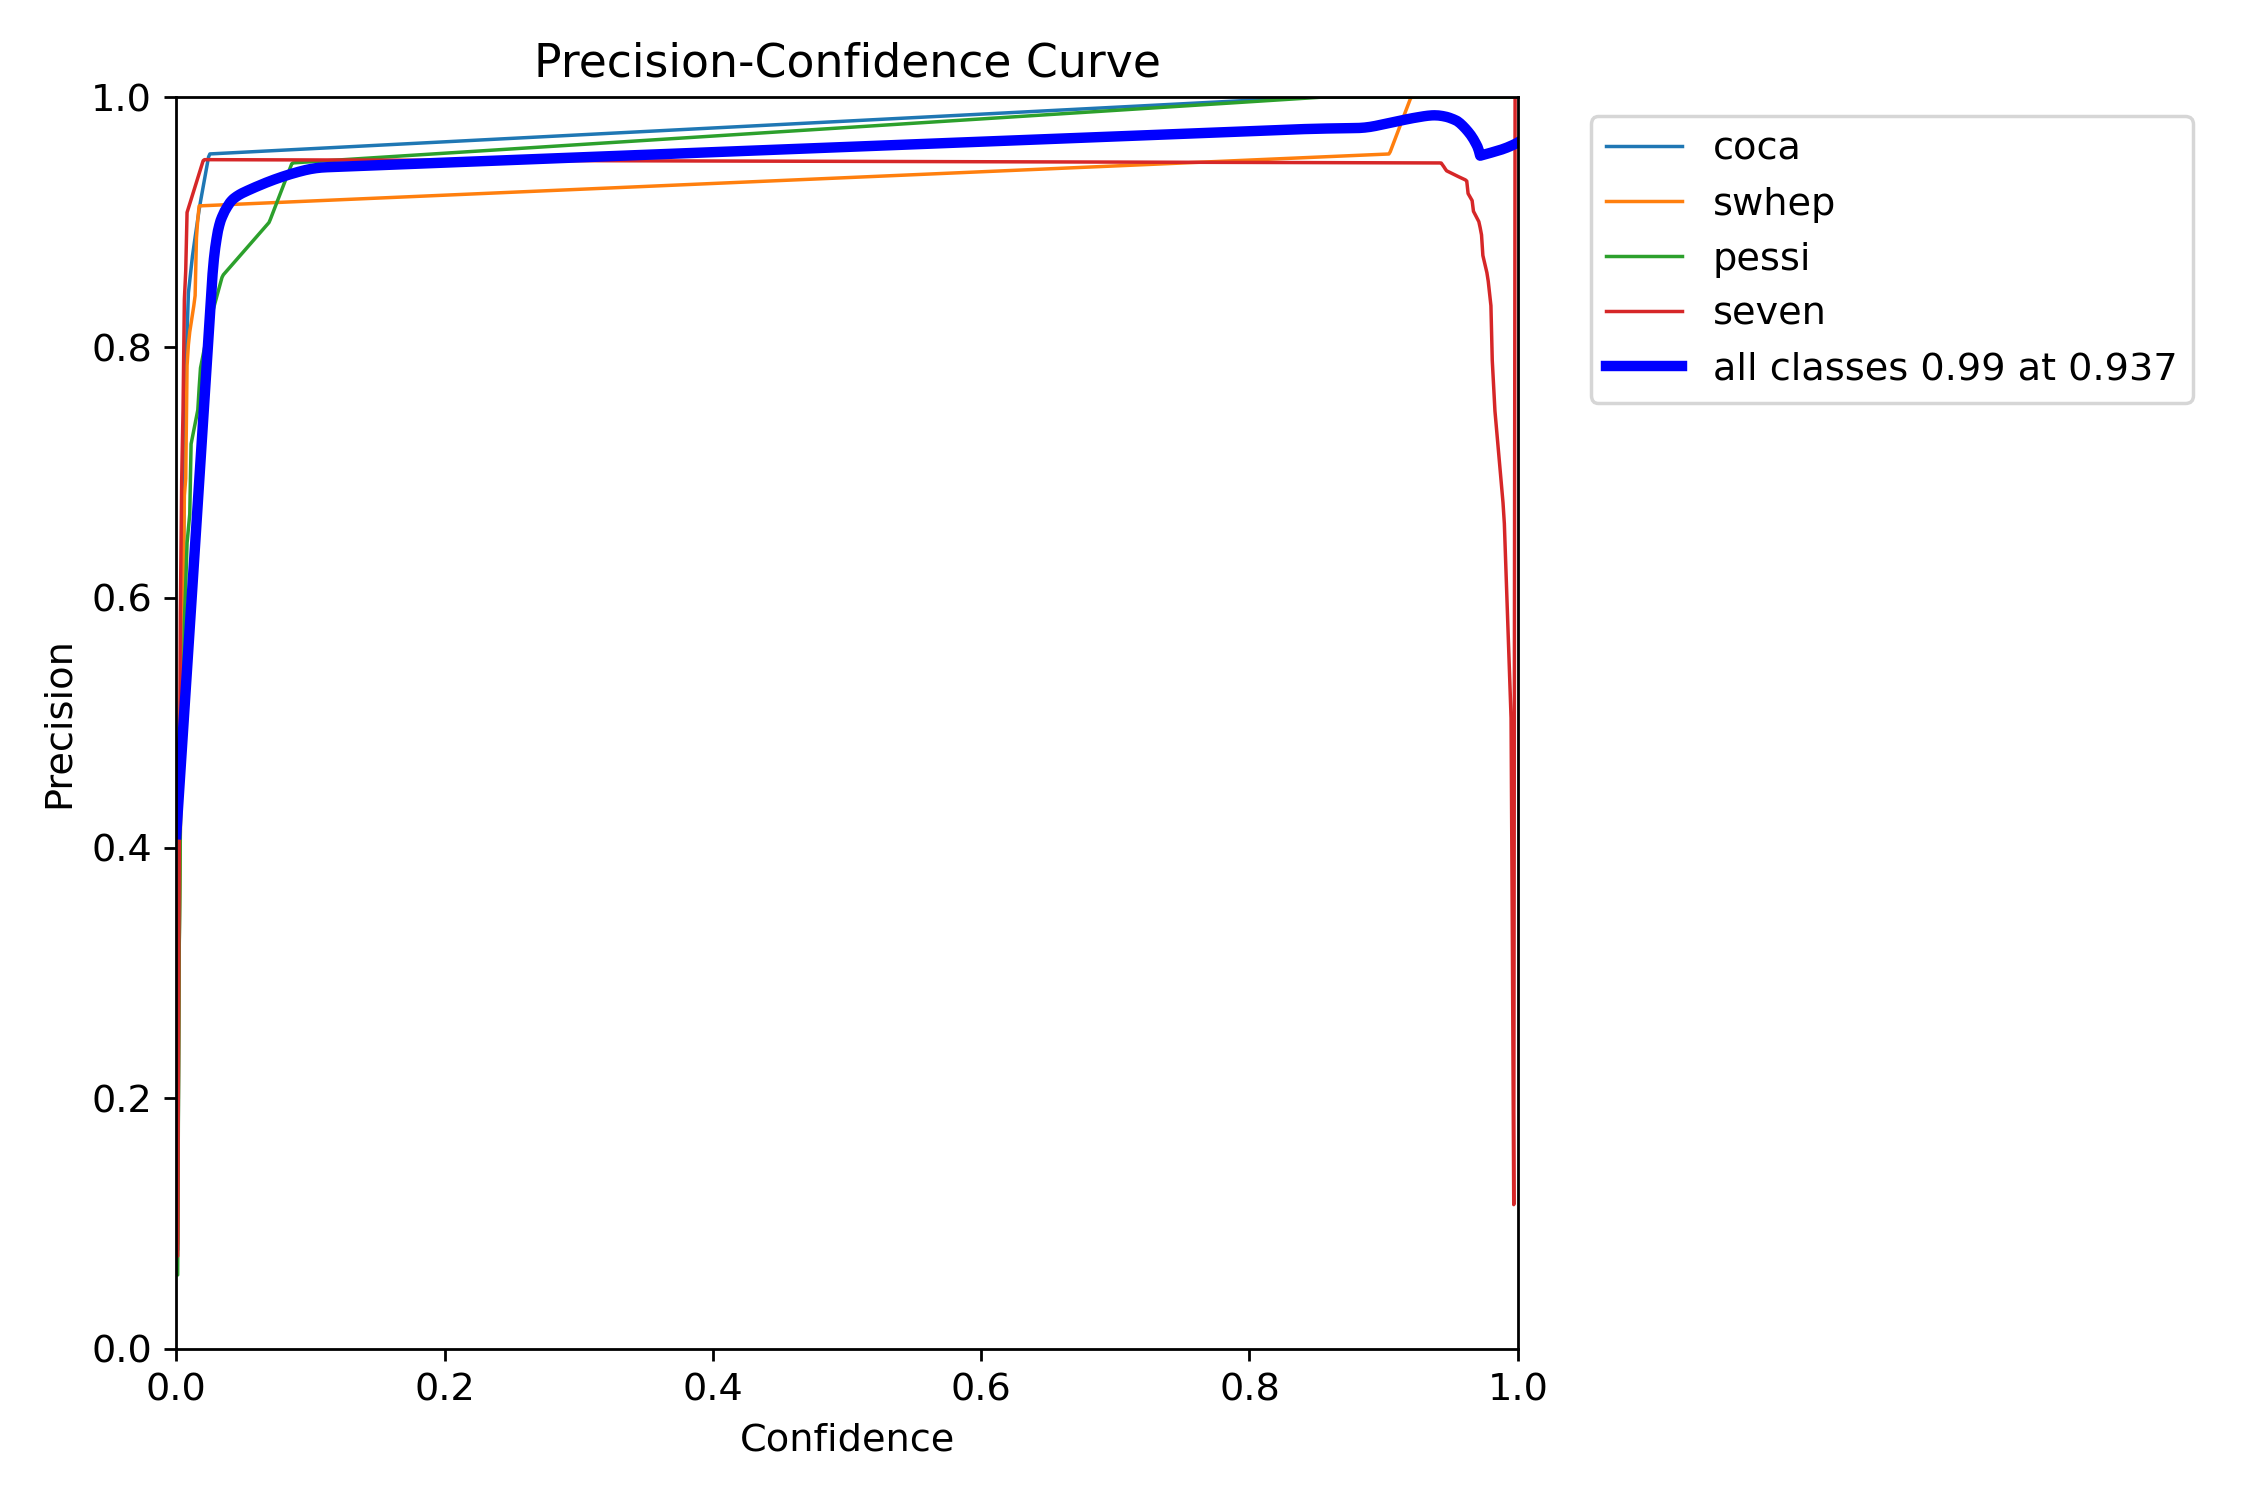 Precision-Confidence Curve
1.0
0.8
0.6
0.4
0.2
0.0
Precision
0.0 0.2 0.4 0.6 0.8 1.0
Confidence
coca
swhep
pessi
seven
all classes 0.99 at 0.937